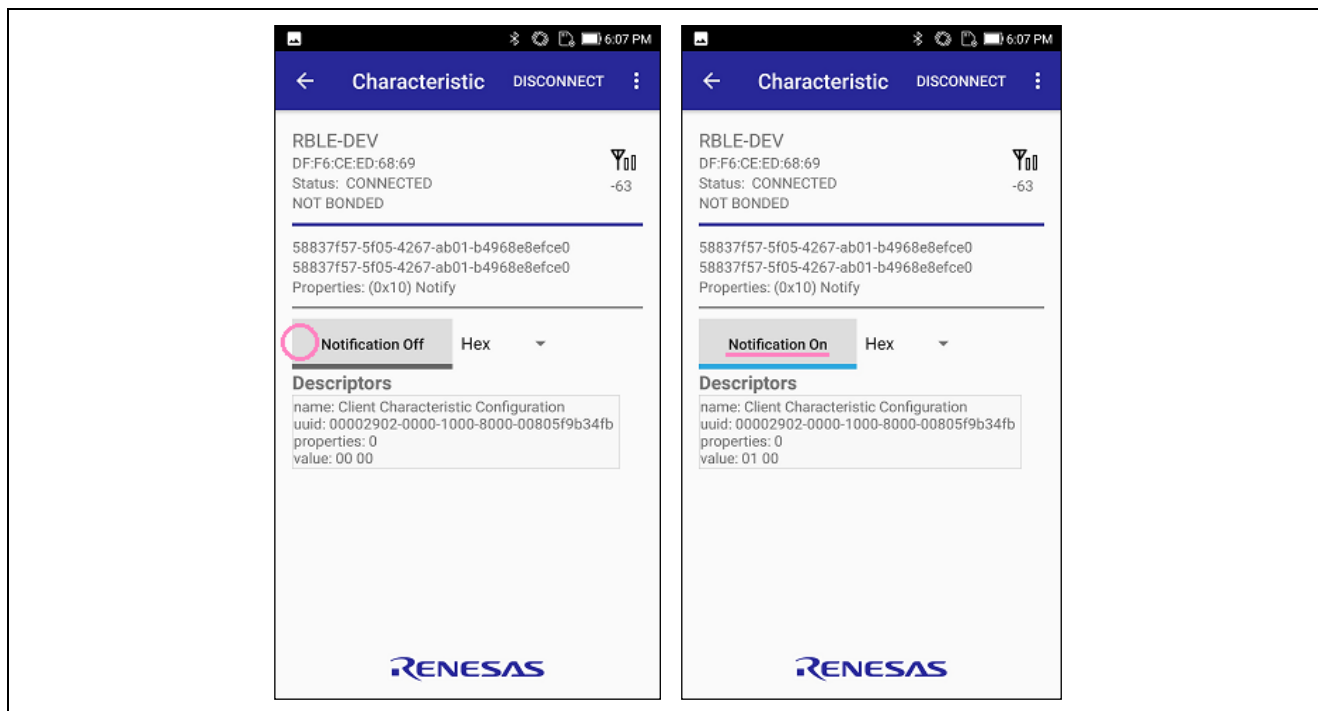 6:07 PM
Characteristic DISCONNECT
RBLE-DEV
DF:F6:CE:ED:68:69
Status: CONNECTED
-63
NOT BONDED
58837f57-5f05-4267-ab01-b4968e8efce0
58837f57-5f05-4267-ab01-b4968e8efce0
Properties: (0x10) Notify
Notification Off Hex
Descriptors
name: Client Characteristic Configuration
uuid: 00002902-0000-1000-8000-00805f9b34fb
properties: 0
value: 00 00
RENESAS
6:07 PM
Characteristic DISCONNECT
RBLE-DEV
DF:F6:CE:ED:68:69
Status: CONNECTED
-63
NOT BONDED
58837f57-5f05-4267-ab01-b4968e8efce0
58837f57-5f05-4267-ab01-b4968e8efce0
Properties: (0x10) Notify
Notification On Hex
Descriptors
name: Client Characteristic Configuration
uuid: 00002902-0000-1000-8000-00805f9b34fb
properties: 0
value: 01 00
RENESAS